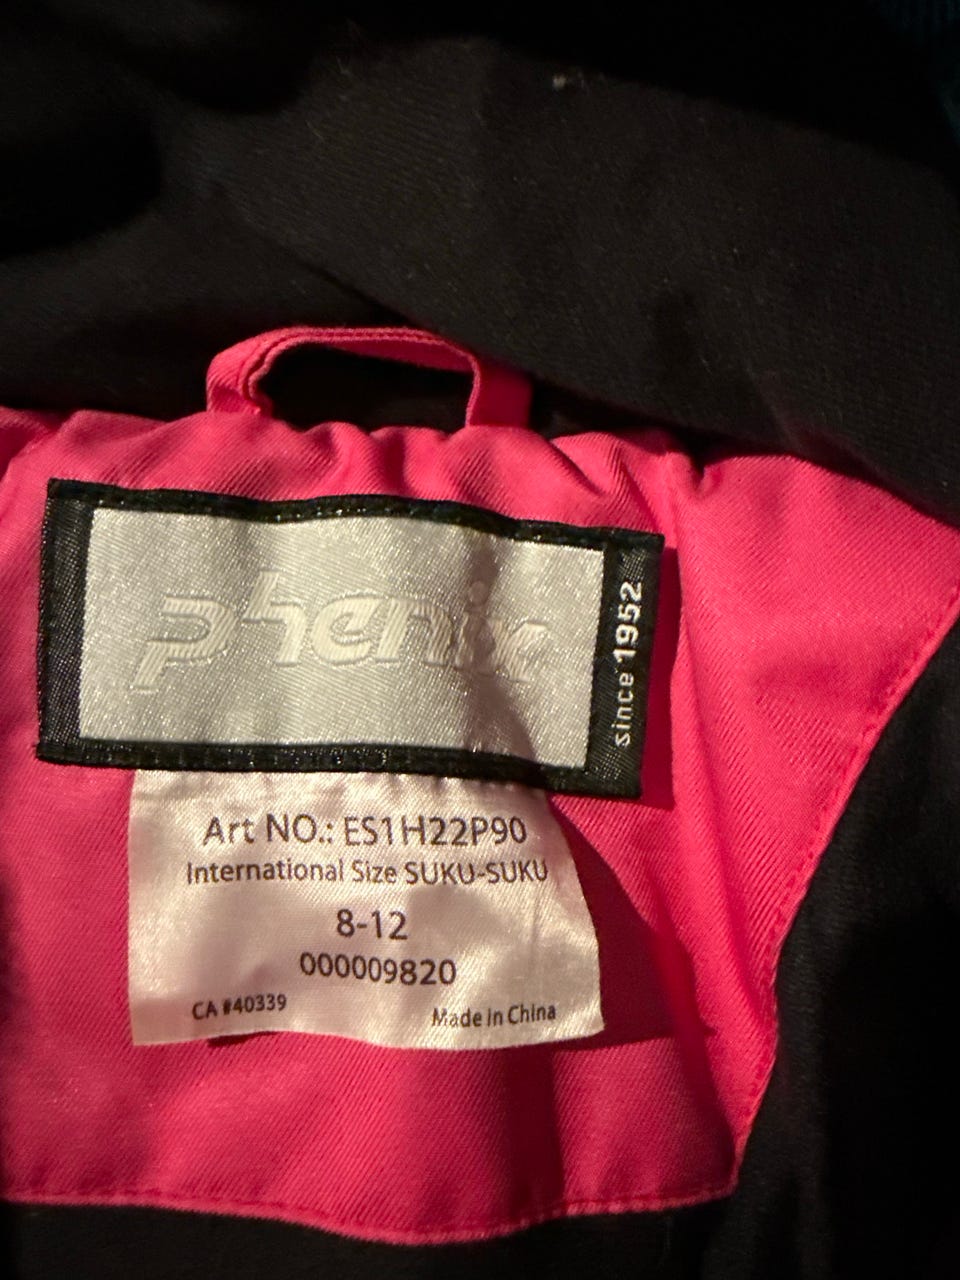 phenix
since 1952
Art NO.: ES1H22P90
International Size SUKU-SUKU
8-12
000009820
CA #40339
Made in China